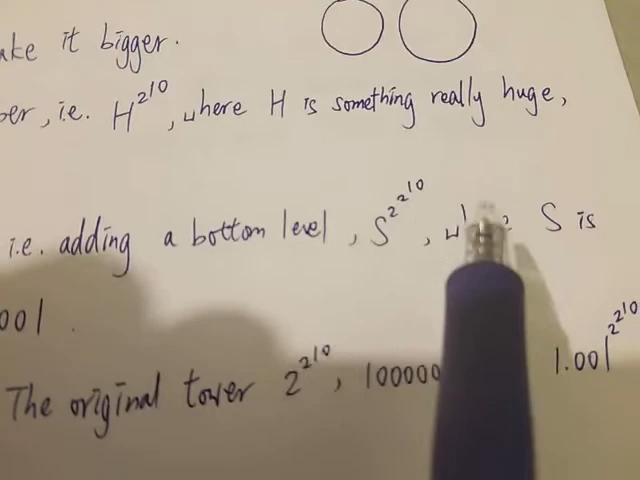 ake it bigger.
ber, i.e. H^2^10, where H is something really huge,
i.e. adding a bottom level, S^2^2^10, S is
001.
The original tower 2^2^10, 100000 1.001^2^2^10